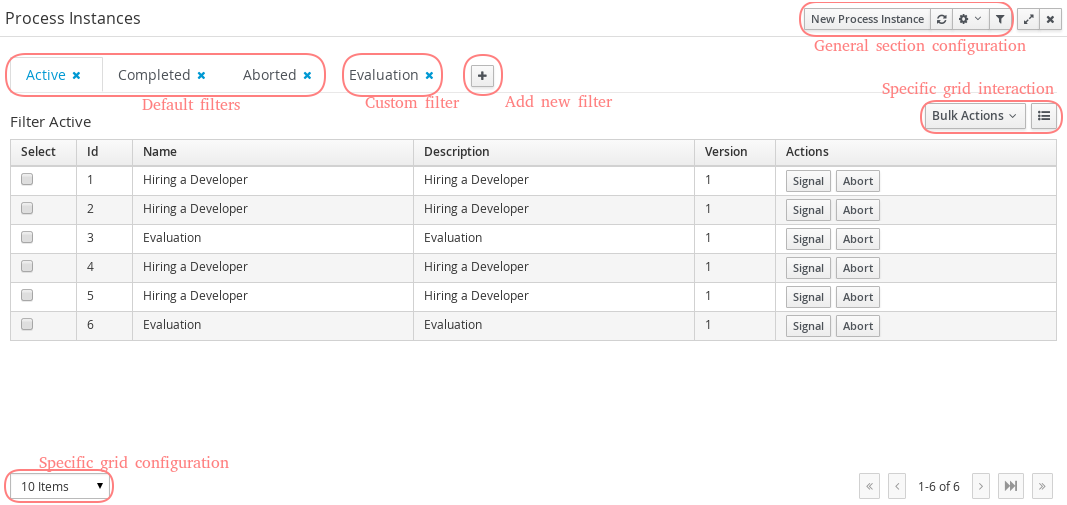 Process Instances
New Process Instance
General section configuration
Active Completed Aborted Evaluation
Default filters Custom filter Add new filter
Specific grid interaction
Filter Active
Bulk Actions
Select Id Name Description Version Actions
1 Hiring a Developer Hiring a Developer 1 Signal Abort
2 Hiring a Developer Hiring a Developer 1 Signal Abort
3 Evaluation Evaluation 1 Signal Abort
4 Hiring a Developer Hiring a Developer 1 Signal Abort
5 Hiring a Developer Hiring a Developer 1 Signal Abort
6 Evaluation Evaluation 1 Signal Abort
Specific grid configuration
10 Items
1-6 of 6